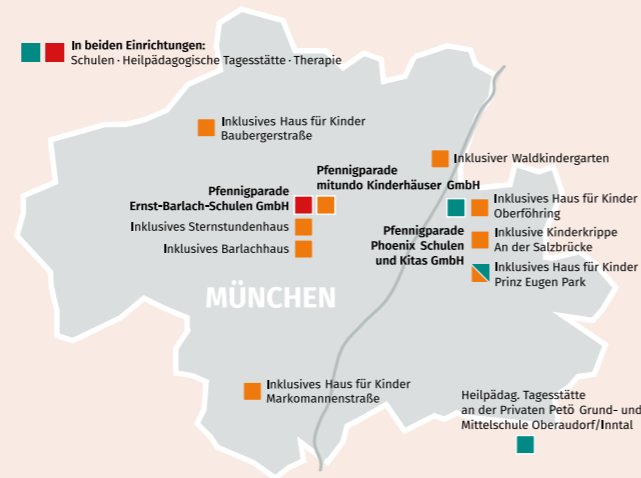 In beiden Einrichtungen:
Schulen · Heilpädagogische Tagesstätte · Therapie
Inklusives Haus für Kinder
Baubergerstraße
Inklusiver Waldkindergarten
Pfennigparade
mitundo Kinderhäuser GmbH
Pfennigparade
Ernst-Barlach-Schulen GmbH
Inklusives Sternstundenhaus
Inklusives Barlachhaus
Inklusives Haus für Kinder
Oberföhring
Pfennigparade
Phoenix Schulen
und Kitas GmbH
Inklusive Kinderkrippe
An der Salzbrücke
Inklusives Haus für Kinder
Prinz Eugen Park
MÜNCHEN
Inklusives Haus für Kinder
Markomannenstraße
Heilpädag. Tagesstätte
an der Privaten Petö Grund- und
Mittelschule Oberaudorf/Inntal